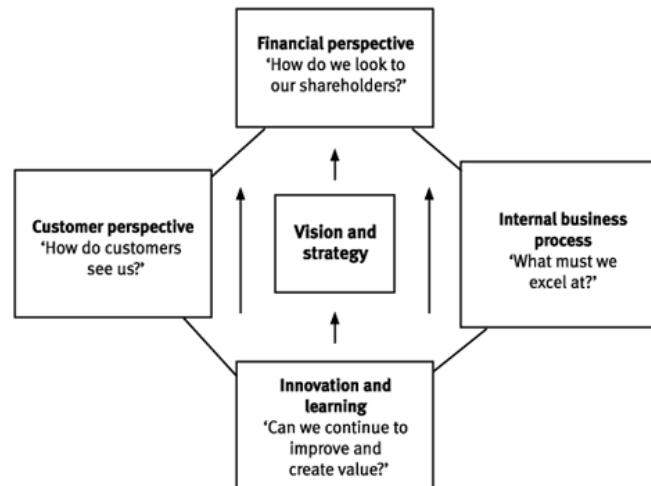 Financial perspective
‘How do we look to
our shareholders?’
Customer perspective
‘How do customers
see us?’
Vision and
strategy
Internal business
process
‘What must we
excel at?’
Innovation and
learning
‘Can we continue to
improve and
create value?’